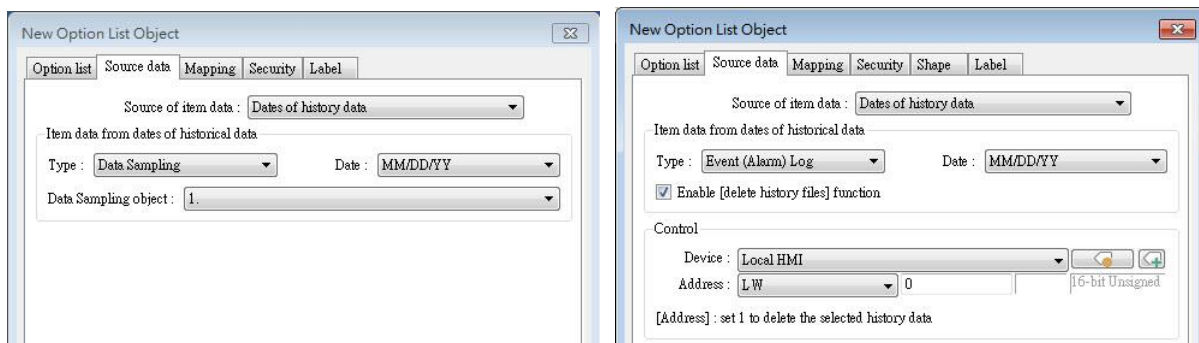 New Option List Object
Option list Source data Mapping Security Label
Source of item data : Dates of history data
Item data from dates of historical data
Type : Data Sampling Date : MM/DD/YY
Data Sampling object : 1.
New Option List Object
Option list Source data Mapping Security Shape Label
Source of item data : Dates of history data
Item data from dates of historical data
Type : Event (Alarm) Log Date : MM/DD/YY
Enable [delete history files] function
Control
Device : Local HMI
Address : LW 0 16-bit Unsigned
[Address] : set 1 to delete the selected history data